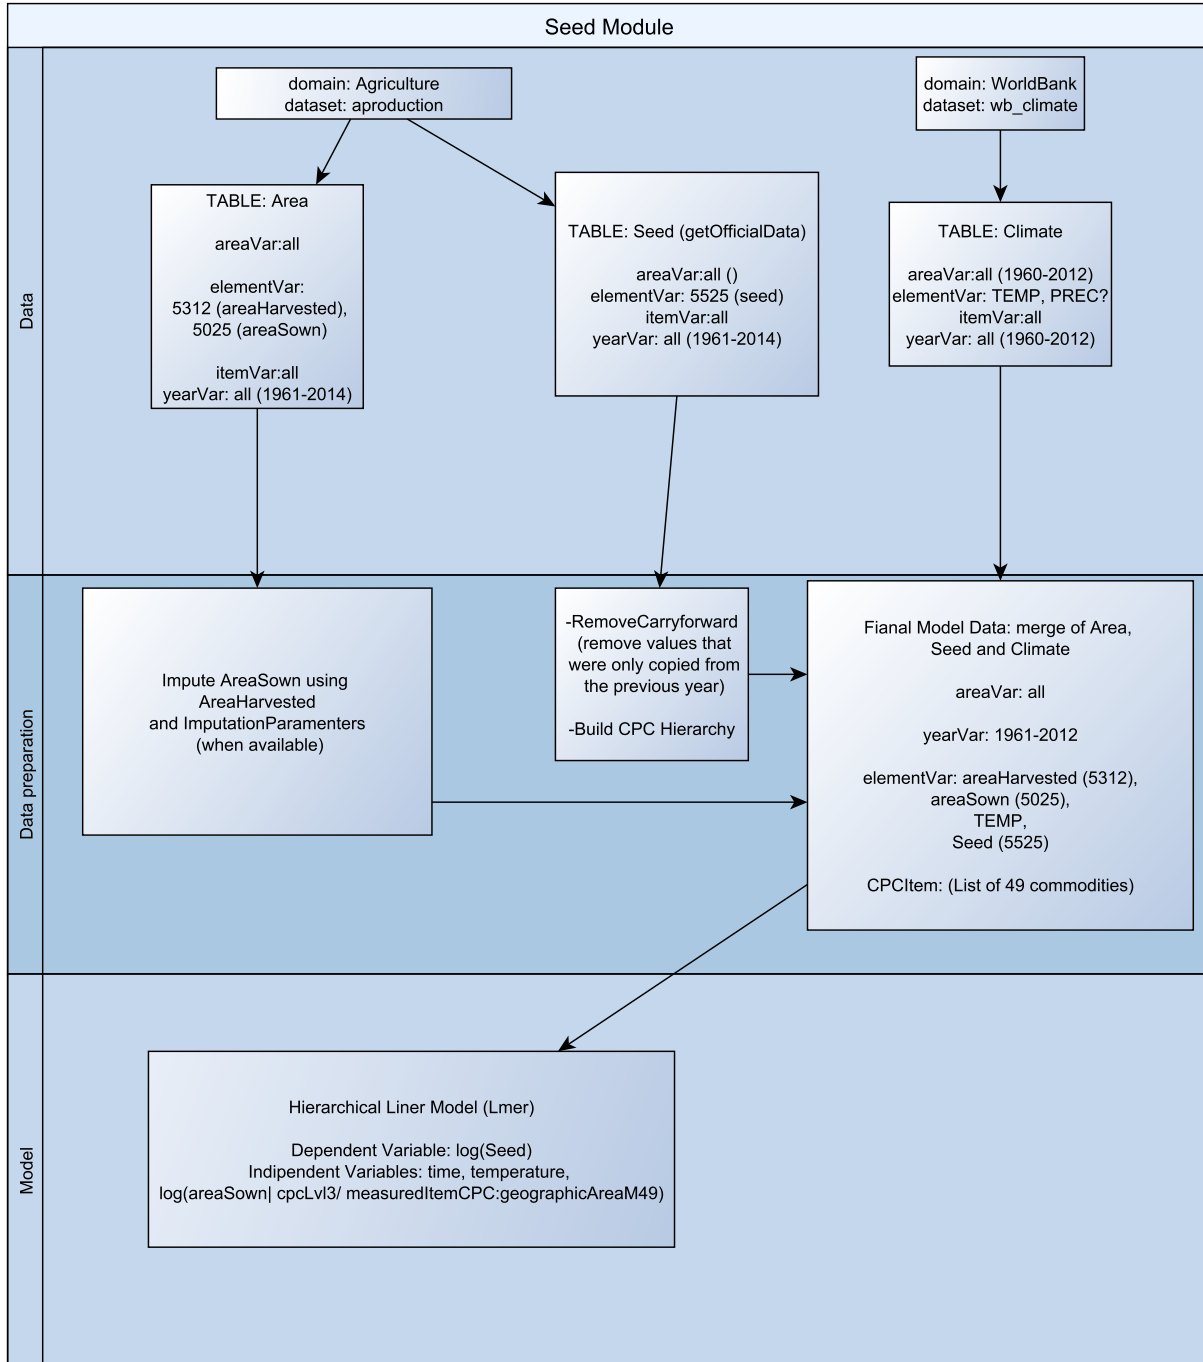 Seed Module
Data
domain: Agriculture
dataset: aproduction
domain: WorldBank
dataset: wb_climate
TABLE: Area
areaVar:all
elementVar:
5312 (areaHarvested),
5025 (areaSown)
itemVar:all
yearVar: all (1961-2014)
TABLE: Seed (getOfficialData)
areaVar:all ()
elementVar: 5525 (seed)
itemVar:all
yearVar: all (1961-2014)
TABLE: Climate
areaVar:all (1960-2012)
elementVar: TEMP, PREC?
itemVar:all
yearVar: all (1960-2012)
Data preparation
Impute AreaSown using
AreaHarvested
and ImputationParamenters
(when available)
-RemoveCarryforward
(remove values that
were only copied from
the previous year)
-Build CPC Hierarchy
Fianal Model Data: merge of Area,
Seed and Climate
areaVar: all
yearVar: 1961-2012
elementVar: areaHarvested (5312),
areaSown (5025),
TEMP,
Seed (5525)
CPCItem: (List of 49 commodities)
Model
Hierarchical Liner Model (Lmer)
Dependent Variable: log(Seed)
Indipendent Variables: time, temperature,
log(areaSown| cpcLvl3/ measuredItemCPC:geographicAreaM49)